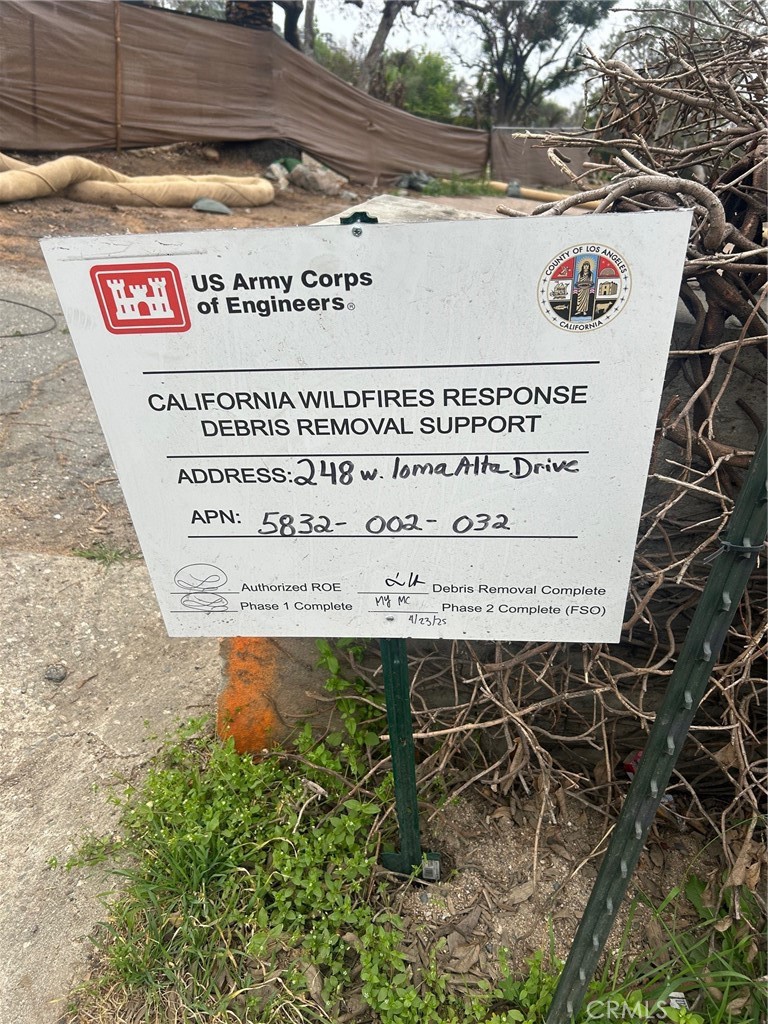 US Army Corps
of Engineers®
COUNTY OF LOS ANGELES
CALIFORNIA
CALIFORNIA WILDFIRES RESPONSE
DEBRIS REMOVAL SUPPORT
ADDRESS: 248 w. loma Alta Drive
APN: 5832- 002- 032
Authorized ROE
Debris Removal Complete
Phase 1 Complete
MY MC Phase 2 Complete (FSO)
4/23/25
CRMLS